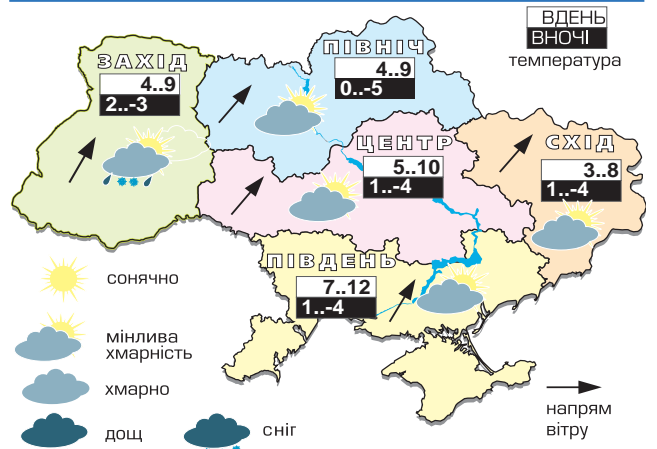 ВДЕНЬ
ВНОЧІ
температура
ЗАХІД
4..9
2..-3
ПІВНІЧ
4..9
0..-5
ЦЕНТР
5..10
1..-4
СХІД
3..8
1..-4
ПІВДЕНЬ
7..12
1..-4
сонячно
мінлива
хмарність
хмарно
дощ
сніг
напрям
вітру